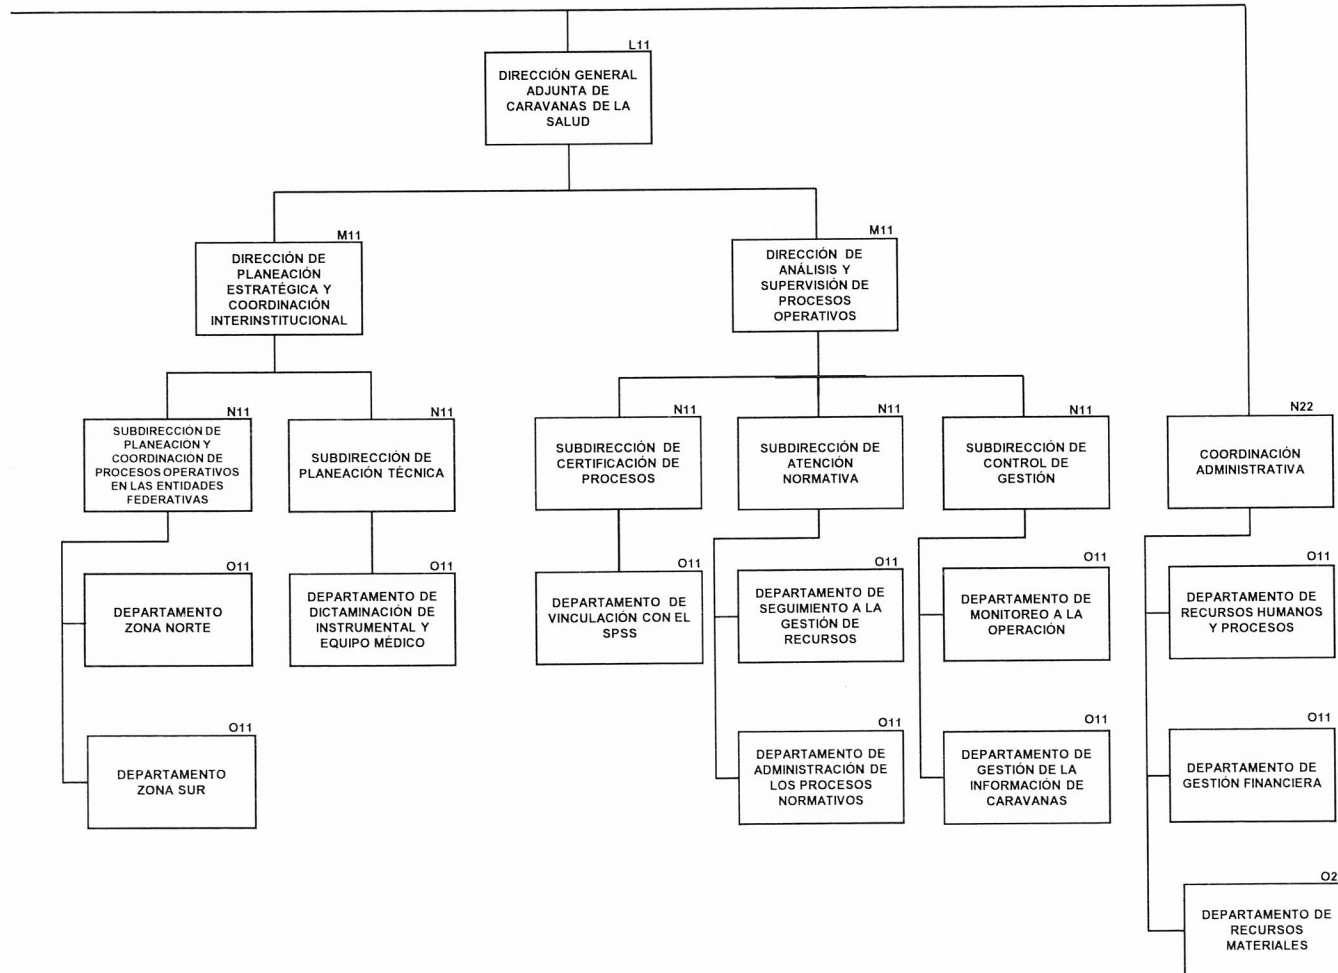 L11
DIRECCIÓN GENERAL
ADJUNTA DE
CARAVANAS DE LA
SALUD
M11
DIRECCIÓN DE
PLANEACIÓN
ESTRATÉGICA Y
COORDINACIÓN
INTERINSTITUCIONAL
M11
DIRECCIÓN DE
ANÁLISIS Y
SUPERVISIÓN DE
PROCESOS
OPERATIVOS
N11
SUBDIRECCIÓN DE
PLANEACIÓN Y
COORDINACIÓN DE
PROCESOS OPERATIVOS
EN LAS ENTIDADES
FEDERATIVAS
N11
SUBDIRECCIÓN DE
PLANEACIÓN TÉCNICA
N11
SUBDIRECCIÓN DE
CERTIFICACIÓN DE
PROCESOS
N11
SUBDIRECCIÓN DE
ATENCIÓN
NORMATIVA
N11
SUBDIRECCIÓN DE
CONTROL DE
GESTIÓN
N22
COORDINACIÓN
ADMINISTRATIVA
O11
DEPARTAMENTO
ZONA NORTE
O11
DEPARTAMENTO DE
DICTAMINACIÓN DE
INSTRUMENTAL Y
EQUIPO MÉDICO
O11
DEPARTAMENTO DE
VINCULACIÓN CON EL
SPSS
O11
DEPARTAMENTO DE
SEGUIMIENTO A LA
GESTIÓN DE
RECURSOS
O11
DEPARTAMENTO DE
MONITOREO A LA
OPERACIÓN
O11
DEPARTAMENTO DE
RECURSOS HUMANOS
Y PROCESOS
O11
DEPARTAMENTO
ZONA SUR
O11
DEPARTAMENTO DE
ADMINISTRACIÓN DE
LOS PROCESOS
NORMATIVOS
O11
DEPARTAMENTO DE
GESTIÓN DE LA
INFORMACIÓN DE
CARAVANAS
O11
DEPARTAMENTO DE
GESTIÓN FINANCIERA
O2
DEPARTAMENTO DE
RECURSOS
MATERIALES